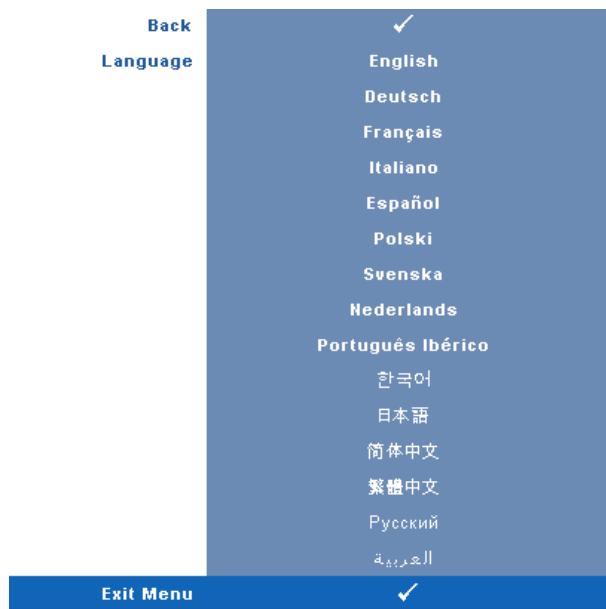 Back ✓
Language English
Deutsch
Français
Italiano
Español
Polski
Svenska
Nederlands
Português Ibérico
한국어
日本語
简体中文
繁體中文
Русский
العربية
Exit Menu ✓